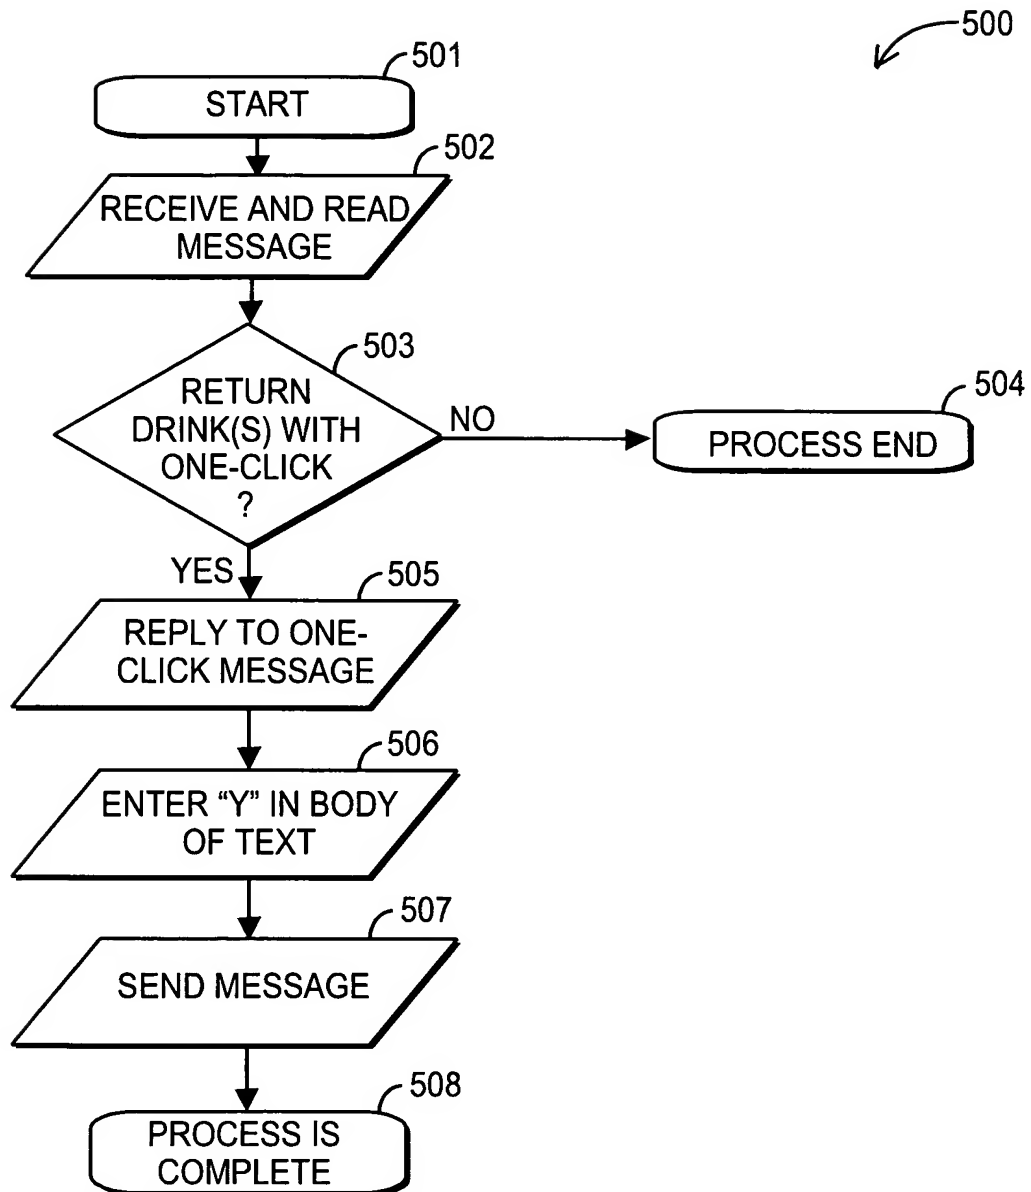 500
501
START
502
RECEIVE AND READ
MESSAGE
503
RETURN
DRINK(S) WITH
ONE-CLICK
?
NO
504
PROCESS END
YES
505
REPLY TO ONE-
CLICK MESSAGE
506
ENTER “Y” IN BODY
OF TEXT
507
SEND MESSAGE
508
PROCESS IS
COMPLETE